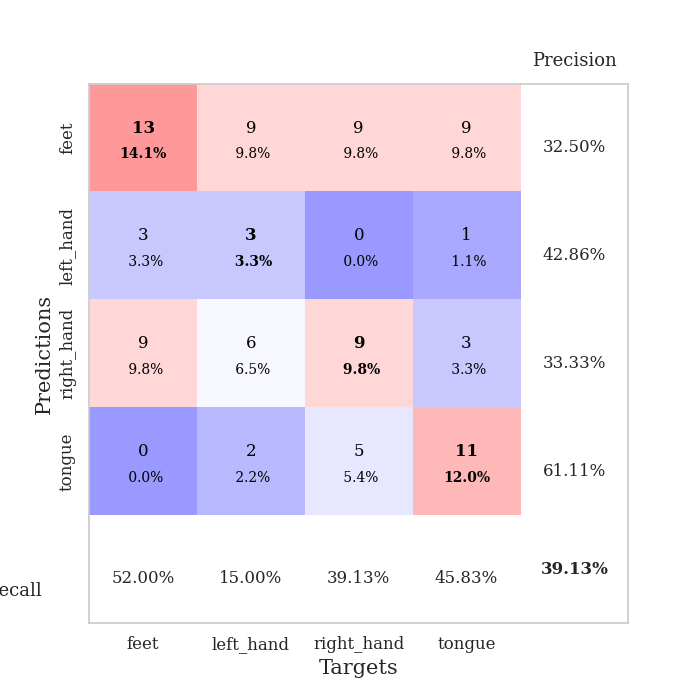 Precision
feet 13 9 9 9 32.50%
14.1% 9.8% 9.8% 9.8%
left_hand 3 3 0 1 42.86%
3.3% 3.3% 0.0% 1.1%
right_hand 9 6 9 3 33.33%
9.8% 6.5% 9.8% 3.3%
tongue 0 2 5 11 61.11%
0.0% 2.2% 5.4% 12.0%
Predictions
ecall 52.00% 15.00% 39.13% 45.83% 39.13%
feet left_hand right_hand tongue
Targets